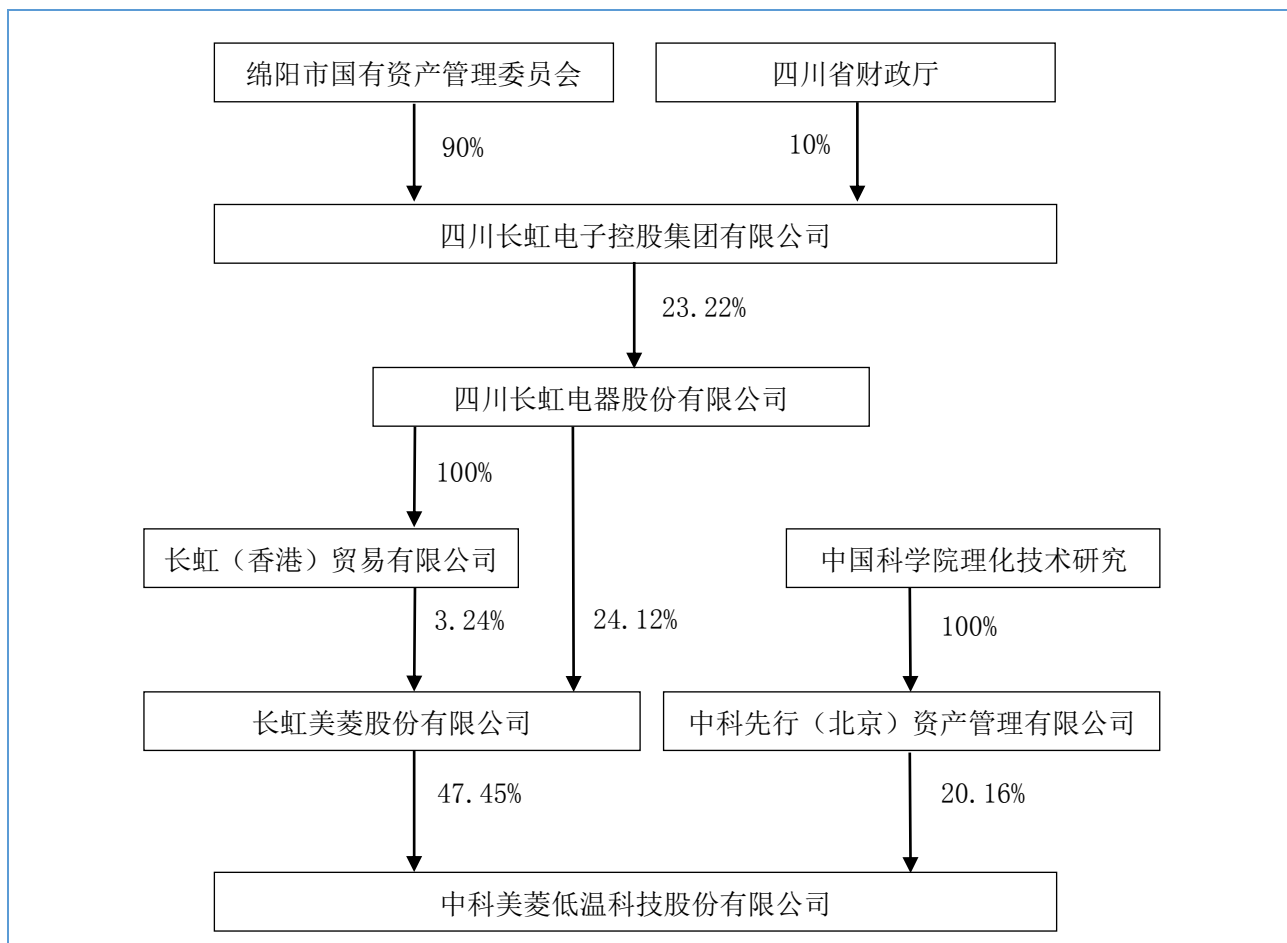 绵阳市国有资产管理委员会
四川省财政厅
90%
10%
四川长虹电子控股集团有限公司
23.22%
四川长虹电器股份有限公司
100%
长虹（香港）贸易有限公司
中国科学院理化技术研究
3.24%
24.12%
100%
长虹美菱股份有限公司
中科先行（北京）资产管理有限公司
47.45%
20.16%
中科美菱低温科技股份有限公司